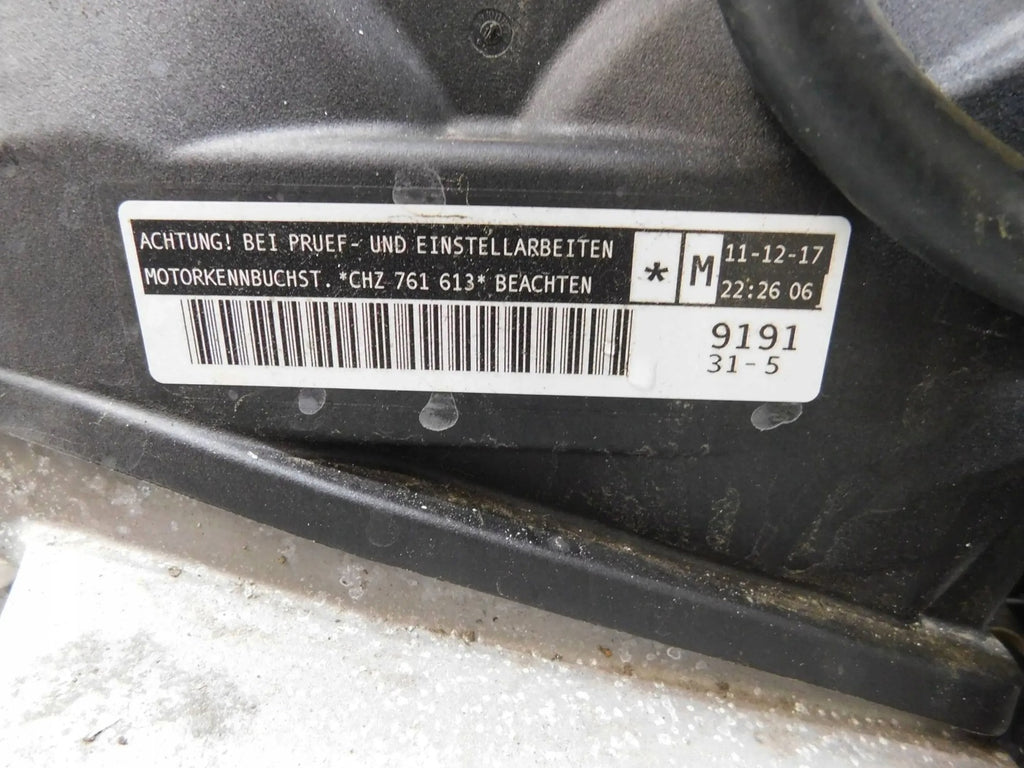 ACHTUNG! BEI PRUEF- UND EINSTELLARBEITEN
MOTORKENNBUCHST. *CHZ 761 613* BEACHTEN
* M
11-12-17
22:26 06
9191
31-5